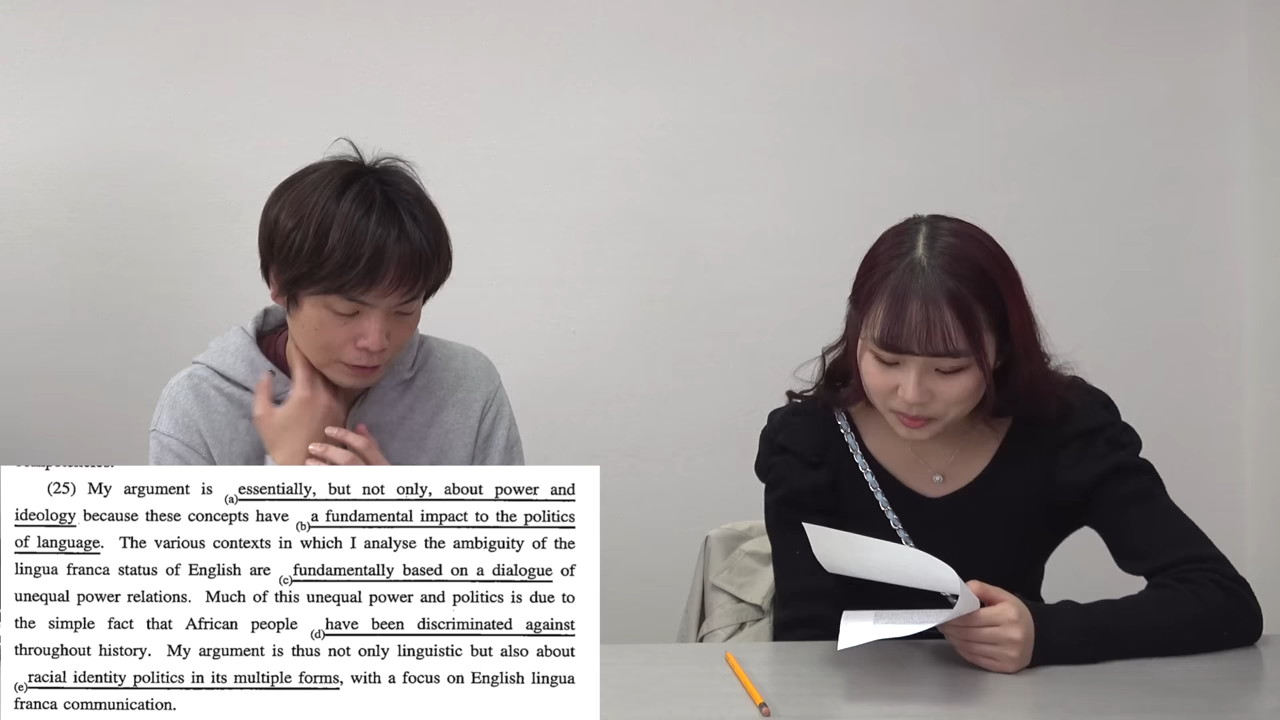 competencies.
(25) My argument is (a)essentially, but not only, about power and
ideology because these concepts have (b)a fundamental impact to the politics
of language. The various contexts in which I analyse the ambiguity of the
lingua franca status of English are (c)fundamentally based on a dialogue of
unequal power relations. Much of this unequal power and politics is due to
the simple fact that African people (d)have been discriminated against
throughout history. My argument is thus not only linguistic but also about
(e)racial identity politics in its multiple forms, with a focus on English lingua
franca communication.